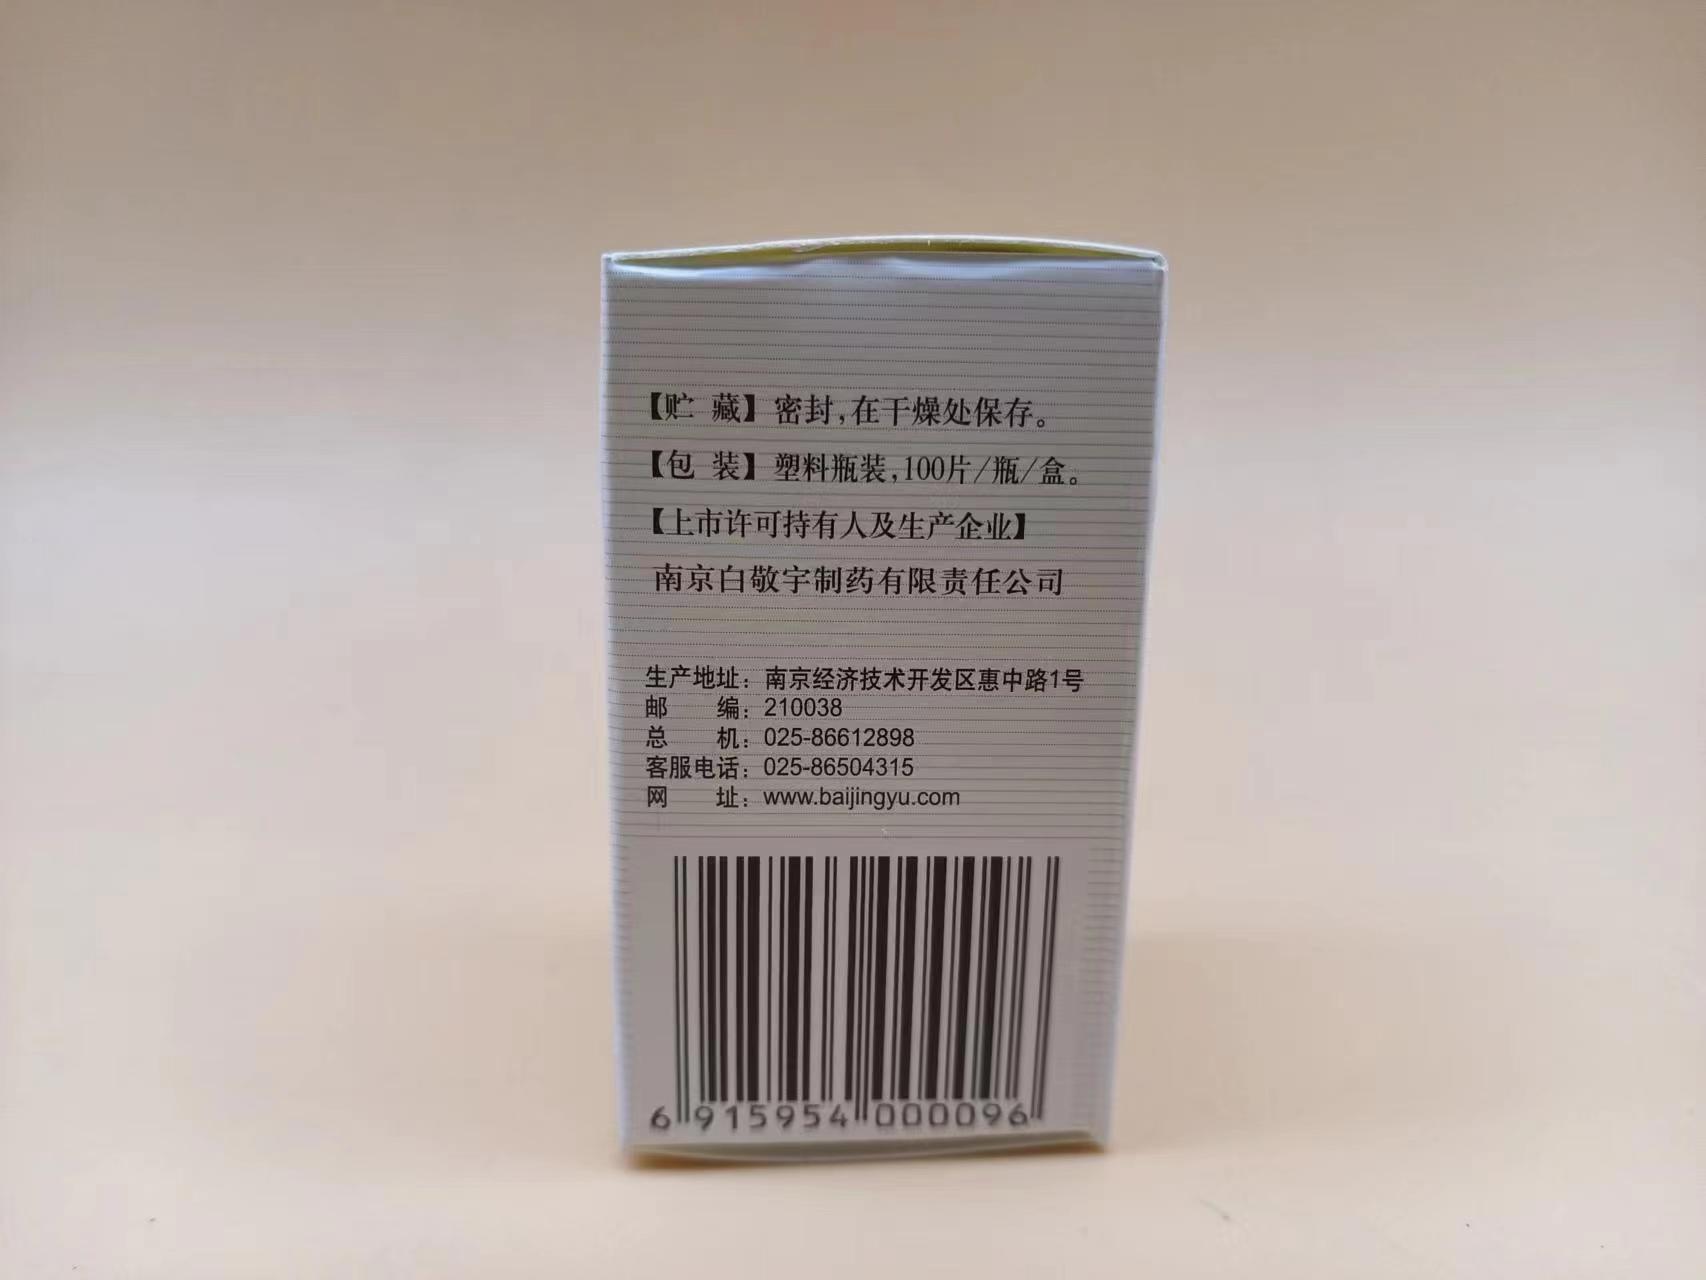 【贮 藏】密封,在干燥处保存。
【包 装】塑料瓶装,100片/瓶/盒。
【上市许可持有人及生产企业】
南京白敬宇制药有限责任公司
生产地址：南京经济技术开发区惠中路1号
邮 编：210038
总 机：025-86612898
客服电话：025-86504315
网 址：www.baijingyu.com
6 915954 000096